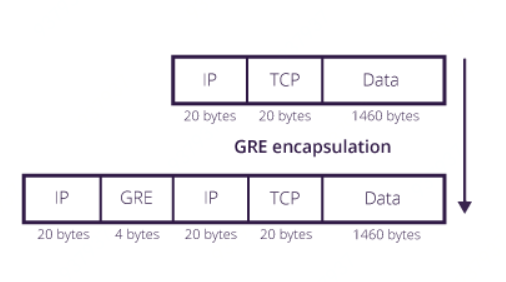 IP TCP Data
20 bytes 20 bytes 1460 bytes
GRE encapsulation
IP GRE IP TCP Data
20 bytes 4 bytes 20 bytes 20 bytes 1460 bytes